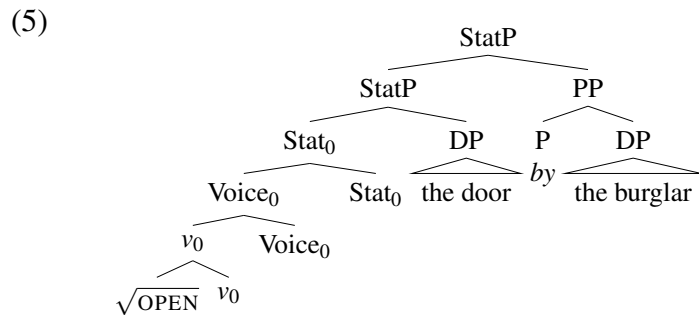 (5)
StatP
StatP PP
Stat₀ DP P DP
Voice₀ Stat₀ the door by the burglar
v₀ Voice₀
√OPEN v₀